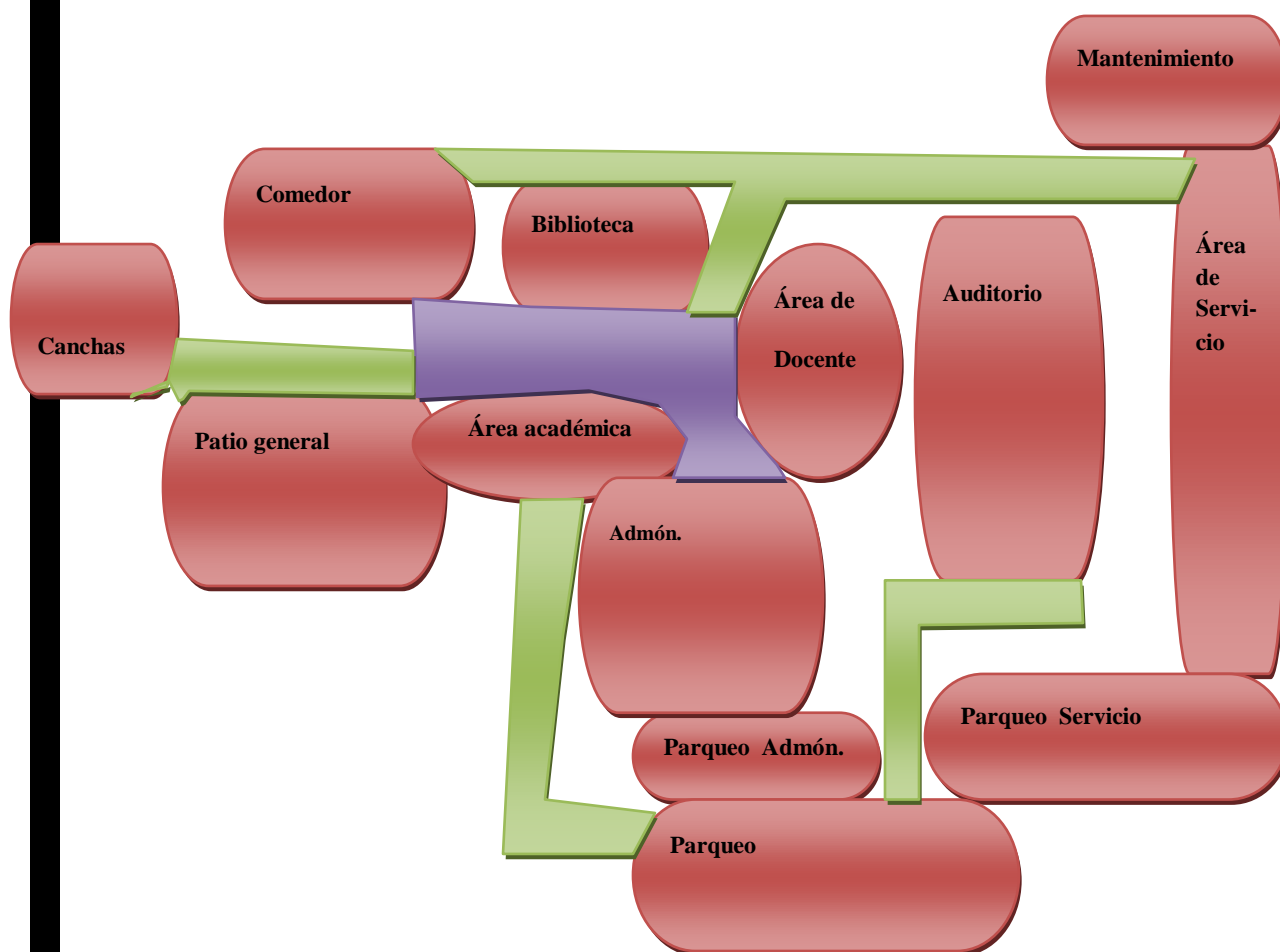 Mantenimiento
Comedor
Biblioteca
Área
de
Servi-
cio
Área de
Docente
Auditorio
Canchas
Área académica
Patio general
Admón.
Parqueo Servicio
Parqueo Admón.
Parqueo